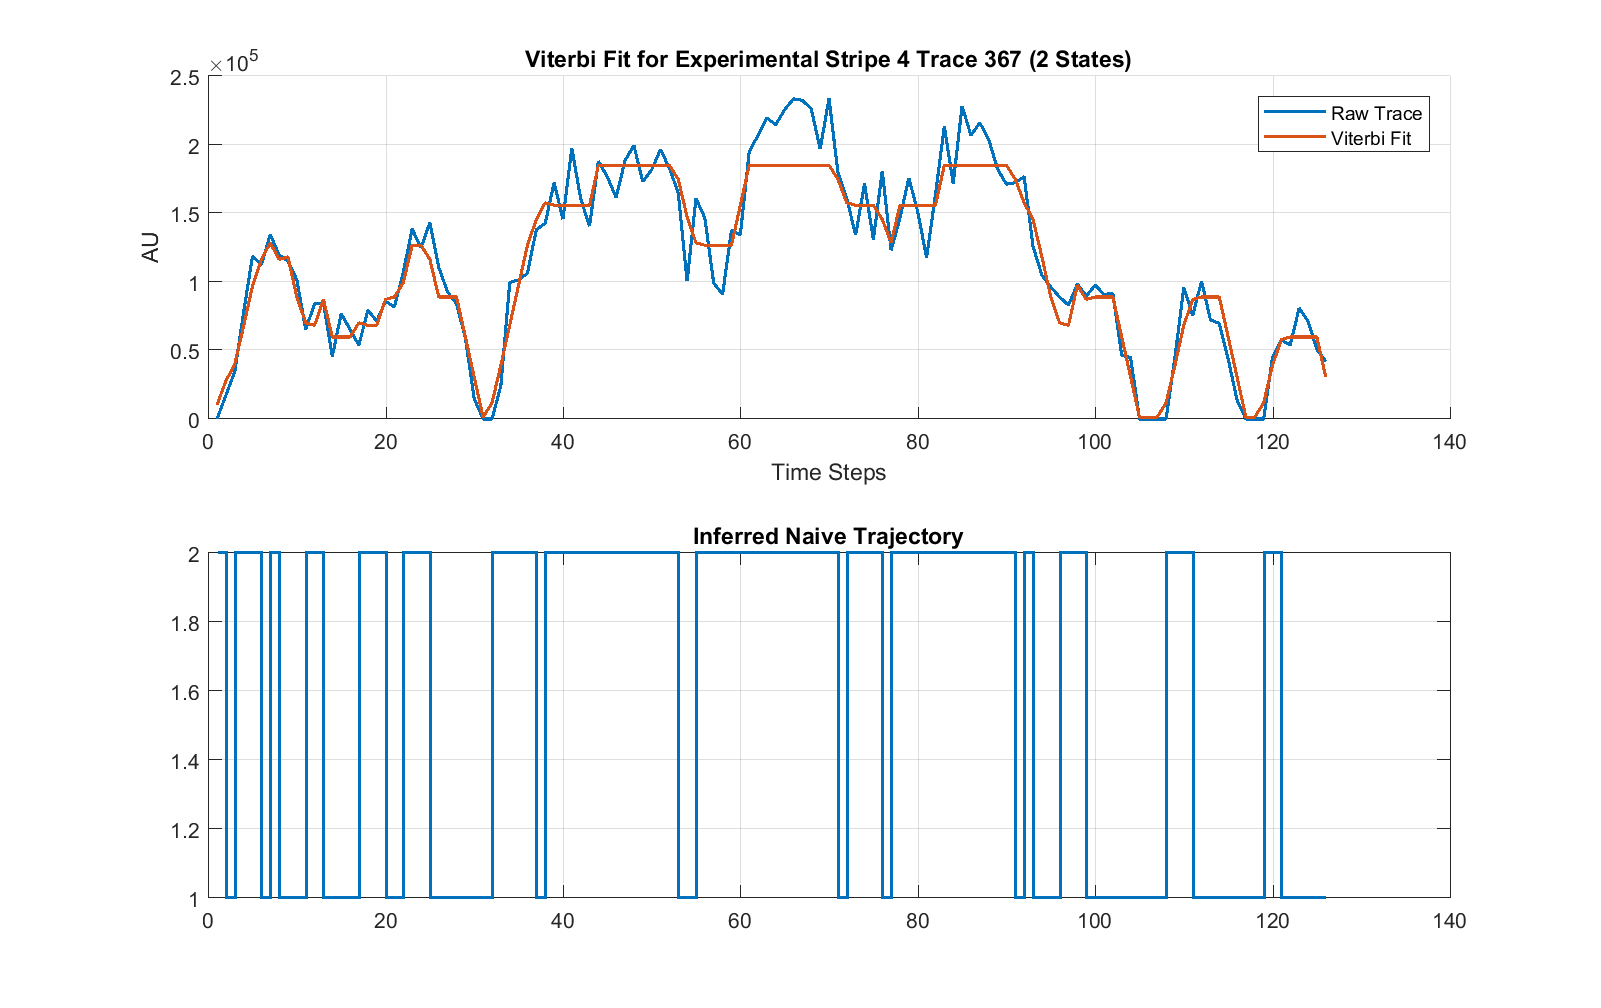 Viterbi Fit for Experimental Stripe 4 Trace 367 (2 States)
×10⁵
2.5
2
1.5
1
0.5
0
AU
Raw Trace
Viterbi Fit
0 20 40 60 80 100 120 140
Time Steps
Inferred Naive Trajectory
2
1.8
1.6
1.4
1.2
1
0 20 40 60 80 100 120 140